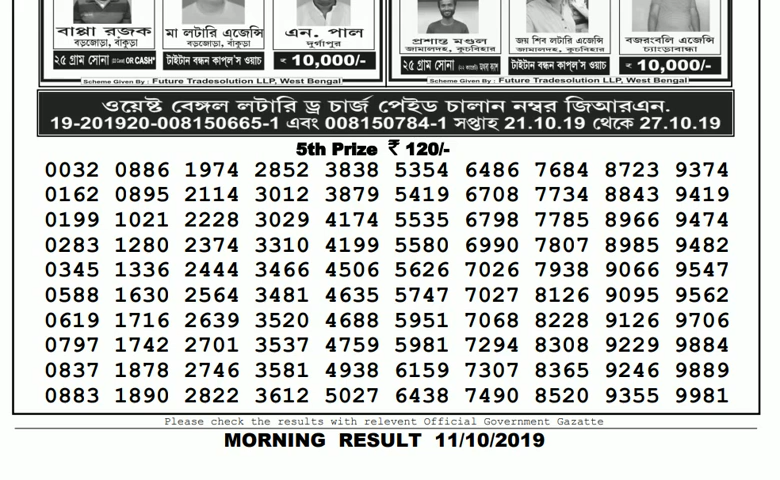 বাপ্পা রজক
বড়জোড়া, বাঁকুড়া
মা লটারি এজেন্সি
বড়জোড়া, বাঁকুড়া
এন. পাল
দুর্গাপুর
২৫ গ্রাম সোনা OR CASH*
টাইটান বন্ধন কাপ্‌ল'স ওয়াচ
₹ 10,000/-
Scheme Given By : Future Tradesolution LLP, West Bengal
প্রশান্ত মণ্ডল
জামালদহ, কুচবিহার
জয় শিব লটারি এজেন্সি
জামালদহ, কুচবিহার
বজরংবলি এজেন্সি
চ্যাংড়াবান্ধা
২৫ গ্রাম সোনা
টাইটান বন্ধন কাপ্‌ল'স ওয়াচ
₹ 10,000/-
Scheme Given By : Future Tradesolution LLP, West Bengal
ওয়েষ্ট বেঙ্গল লটারি ড্র চার্জ পেইড চালান নম্বর জিআরএন.
19-201920-008150665-1 এবং 008150784-1 সপ্তাহ 21.10.19 থেকে 27.10.19
5th Prize ₹ 120/-
0032 0886 1974 2852 3838 5354 6486 7684 8723 9374
0162 0895 2114 3012 3879 5419 6708 7734 8843 9419
0199 1021 2228 3029 4174 5535 6798 7785 8966 9474
0283 1280 2374 3310 4199 5580 6990 7807 8985 9482
0345 1336 2444 3466 4506 5626 7026 7938 9066 9547
0588 1630 2564 3481 4635 5747 7027 8126 9095 9562
0619 1716 2639 3520 4688 5951 7068 8228 9126 9706
0797 1742 2701 3537 4759 5981 7294 8308 9229 9884
0837 1878 2746 3581 4938 6159 7307 8365 9246 9889
0883 1890 2822 3612 5027 6438 7490 8520 9355 9981
Please check the results with relevent Official Government Gazatte
MORNING RESULT 11/10/2019